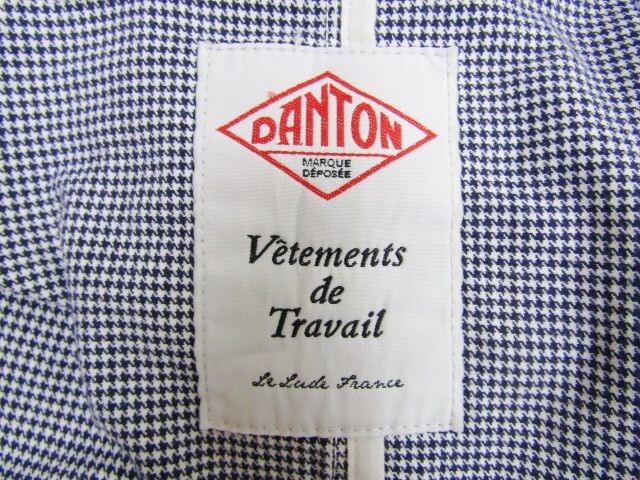 DANTON
MARQUE
DÉPOSÉE
Vêtements
de
Travail
Le Lude France